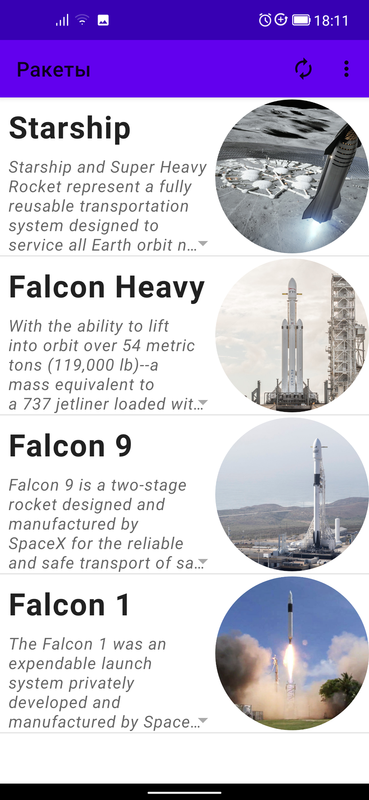 18:11
Ракеты
Starship
Starship and Super Heavy
Rocket represent a fully
reusable transportation
system designed to
service all Earth orbit n…
Falcon Heavy
With the ability to lift
into orbit over 54 metric
tons (119,000 lb)--a
mass equivalent to
a 737 jetliner loaded wit…
Falcon 9
Falcon 9 is a two-stage
rocket designed and
manufactured by
SpaceX for the reliable
and safe transport of sa…
Falcon 1
The Falcon 1 was an
expendable launch
system privately
developed and
manufactured by Space…